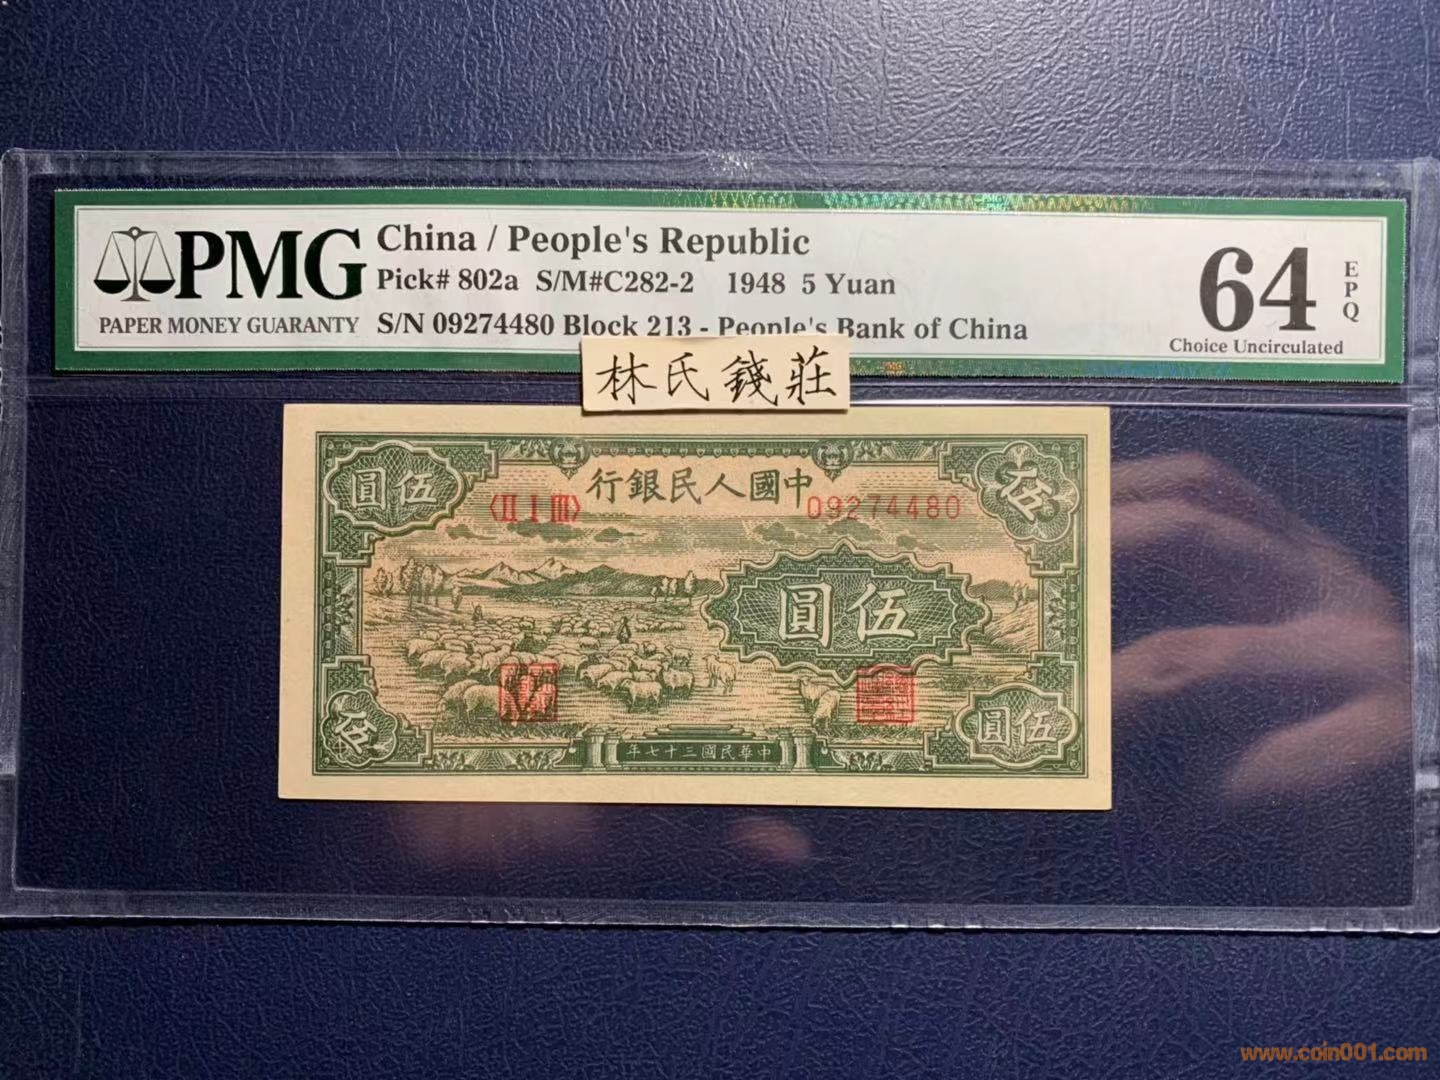 PMG
PAPER MONEY GUARANTY
China / People's Republic
Pick# 802a S/M#C282-2 1948 5 Yuan
S/N 09274480 Block 213 - People's Bank of China
64
EPQ
Choice Uncirculated
林氏錢莊
行銀民人國中
〈II I III〉
09274480
圓伍
伍
圓伍
伍
圓伍
年七十三國民華中
www.coin001.com